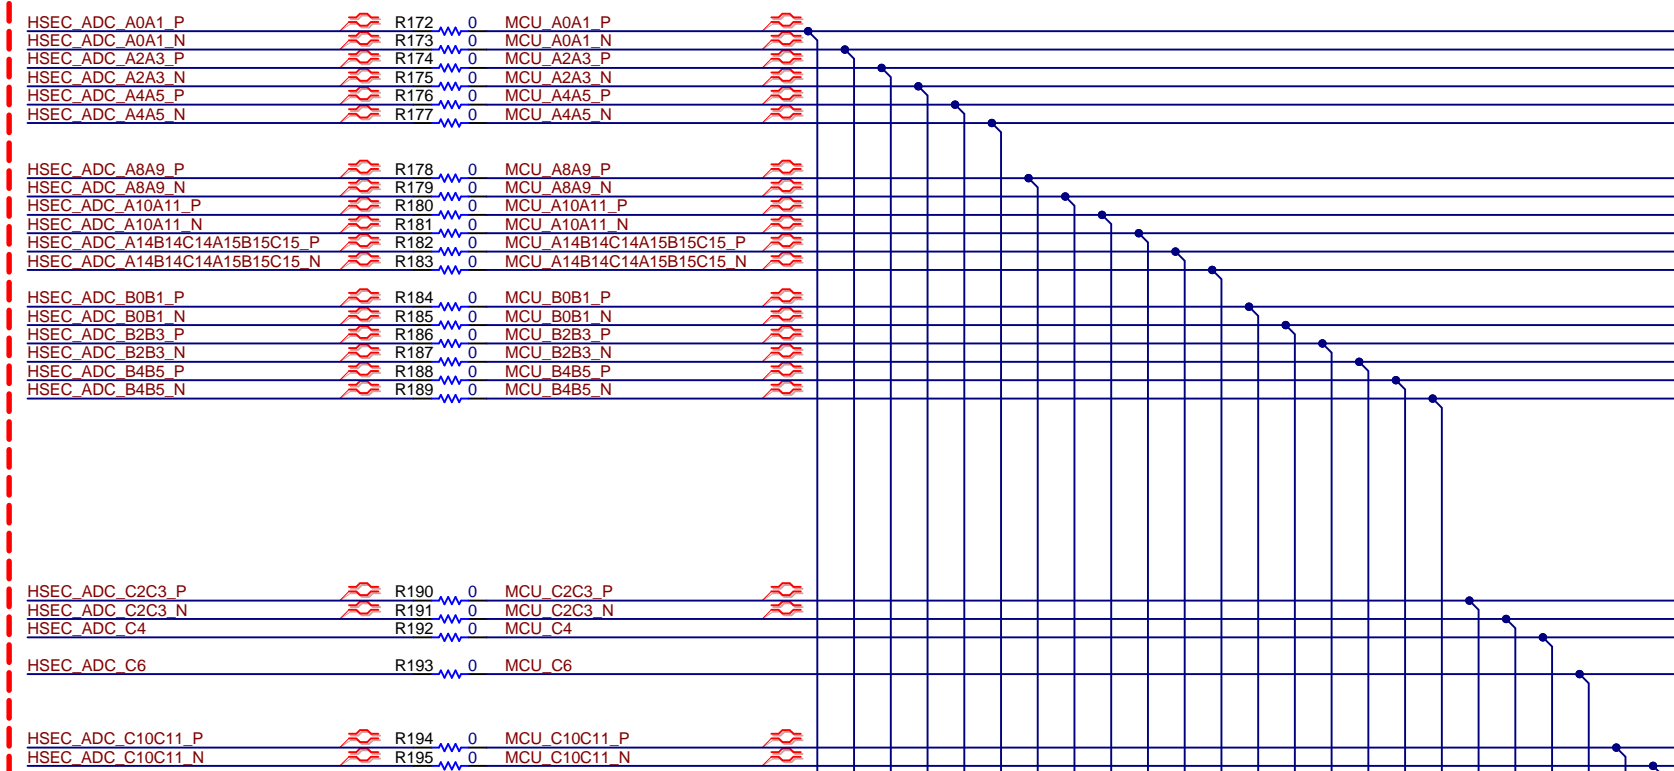 HSEC_ADC_A0A1_P R172 0 MCU_A0A1_P
HSEC_ADC_A0A1_N R173 0 MCU_A0A1_N
HSEC_ADC_A2A3_P R174 0 MCU_A2A3_P
HSEC_ADC_A2A3_N R175 0 MCU_A2A3_N
HSEC_ADC_A4A5_P R176 0 MCU_A4A5_P
HSEC_ADC_A4A5_N R177 0 MCU_A4A5_N
HSEC_ADC_A8A9_P R178 0 MCU_A8A9_P
HSEC_ADC_A8A9_N R179 0 MCU_A8A9_N
HSEC_ADC_A10A11_P R180 0 MCU_A10A11_P
HSEC_ADC_A10A11_N R181 0 MCU_A10A11_N
HSEC_ADC_A14B14C14A15B15C15_P R182 0 MCU_A14B14C14A15B15C15_P
HSEC_ADC_A14B14C14A15B15C15_N R183 0 MCU_A14B14C14A15B15C15_N
HSEC_ADC_B0B1_P R184 0 MCU_B0B1_P
HSEC_ADC_B0B1_N R185 0 MCU_B0B1_N
HSEC_ADC_B2B3_P R186 0 MCU_B2B3_P
HSEC_ADC_B2B3_N R187 0 MCU_B2B3_N
HSEC_ADC_B4B5_P R188 0 MCU_B4B5_P
HSEC_ADC_B4B5_N R189 0 MCU_B4B5_N
HSEC_ADC_C2C3_P R190 0 MCU_C2C3_P
HSEC_ADC_C2C3_N R191 0 MCU_C2C3_N
HSEC_ADC_C4 R192 0 MCU_C4
HSEC_ADC_C6 R193 0 MCU_C6
HSEC_ADC_C10C11_P R194 0 MCU_C10C11_P
HSEC_ADC_C10C11_N R195 0 MCU_C10C11_N